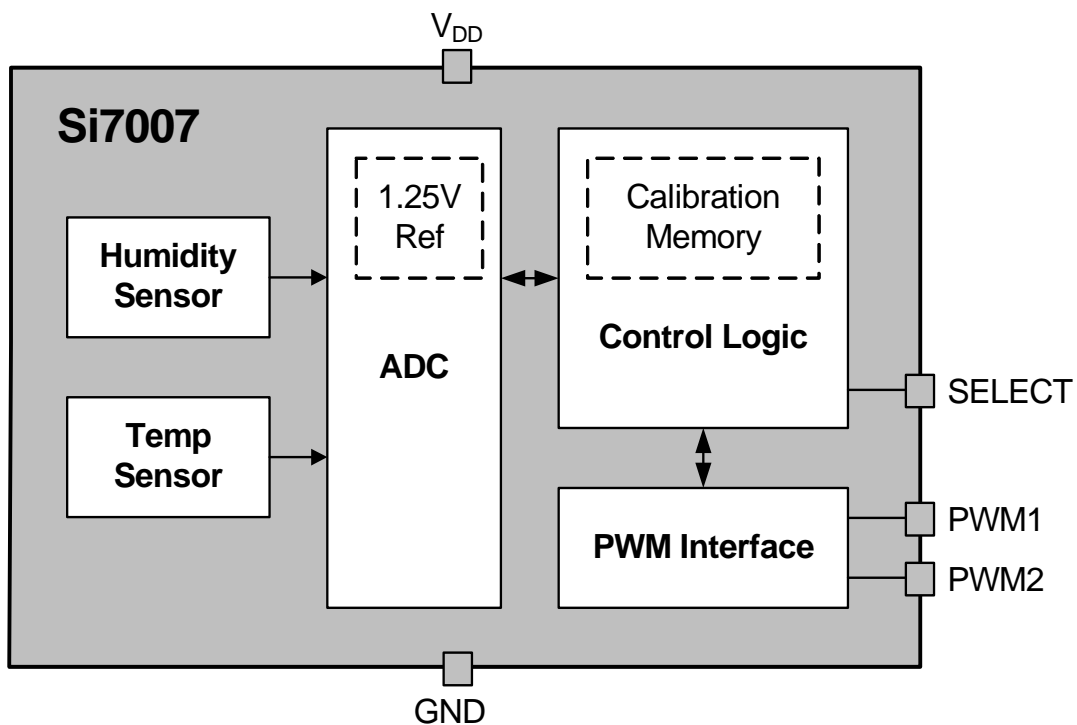 VDD
Si7007
1.25V
Ref
Calibration
Memory
Humidity
Sensor
Control Logic
ADC
SELECT
Temp
Sensor
PWM1
PWM Interface
PWM2
GND